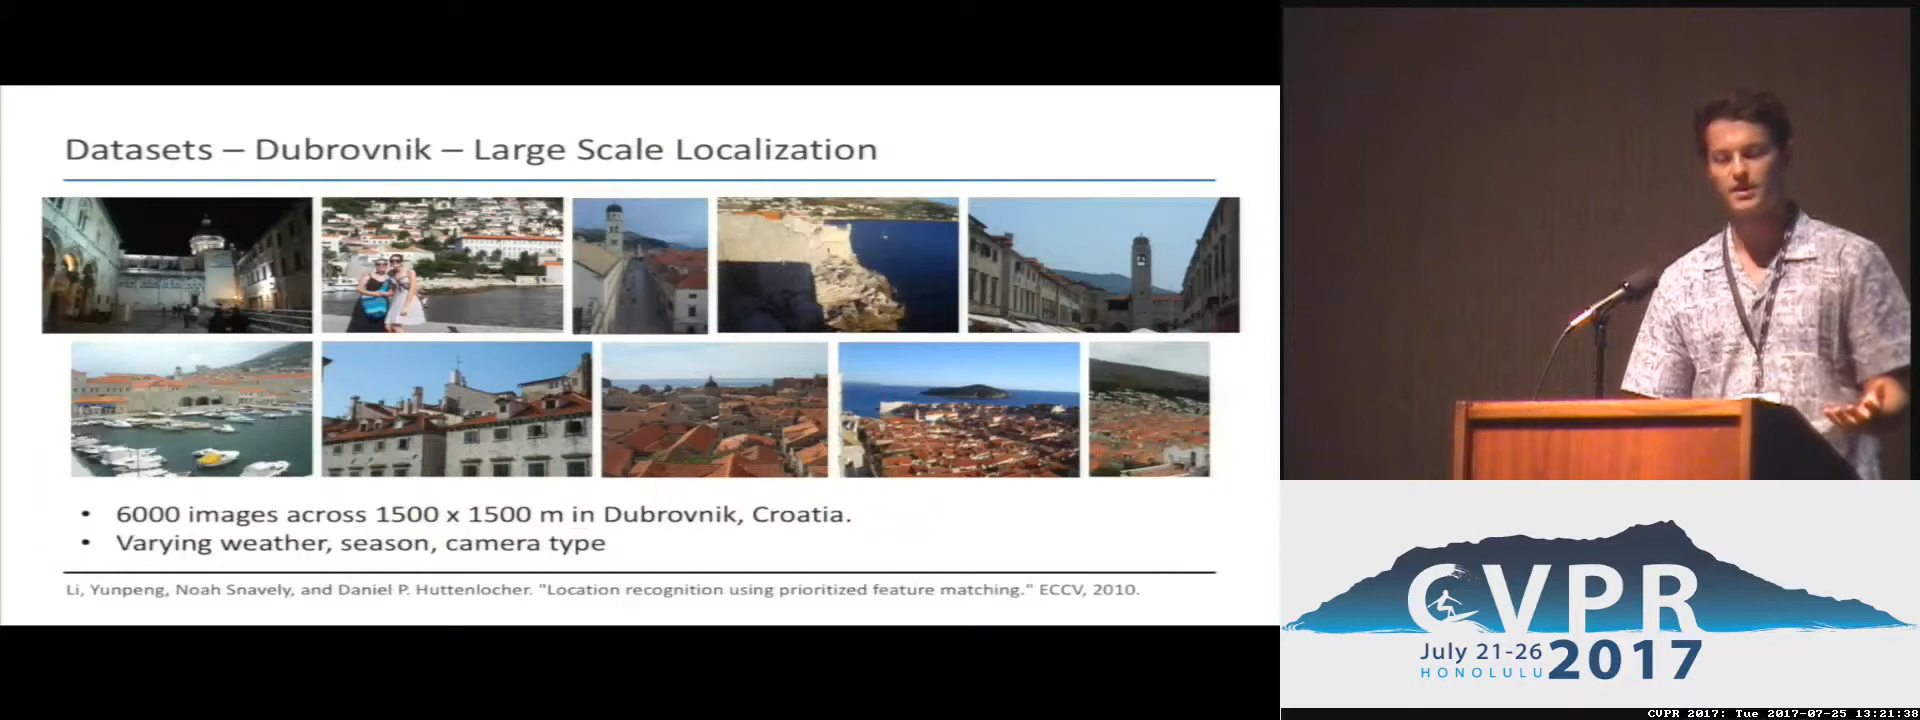 Datasets – Dubrovnik – Large Scale Localization
• 6000 images across 1500 x 1500 m in Dubrovnik, Croatia.
• Varying weather, season, camera type
Li, Yunpeng, Noah Snavely, and Daniel P. Huttenlocher. "Location recognition using prioritized feature matching." ECCV, 2010.
CVPR
July 21-26
HONOLULU
2017
CVPR 2017: Tue 2017-07-25 13:21:38